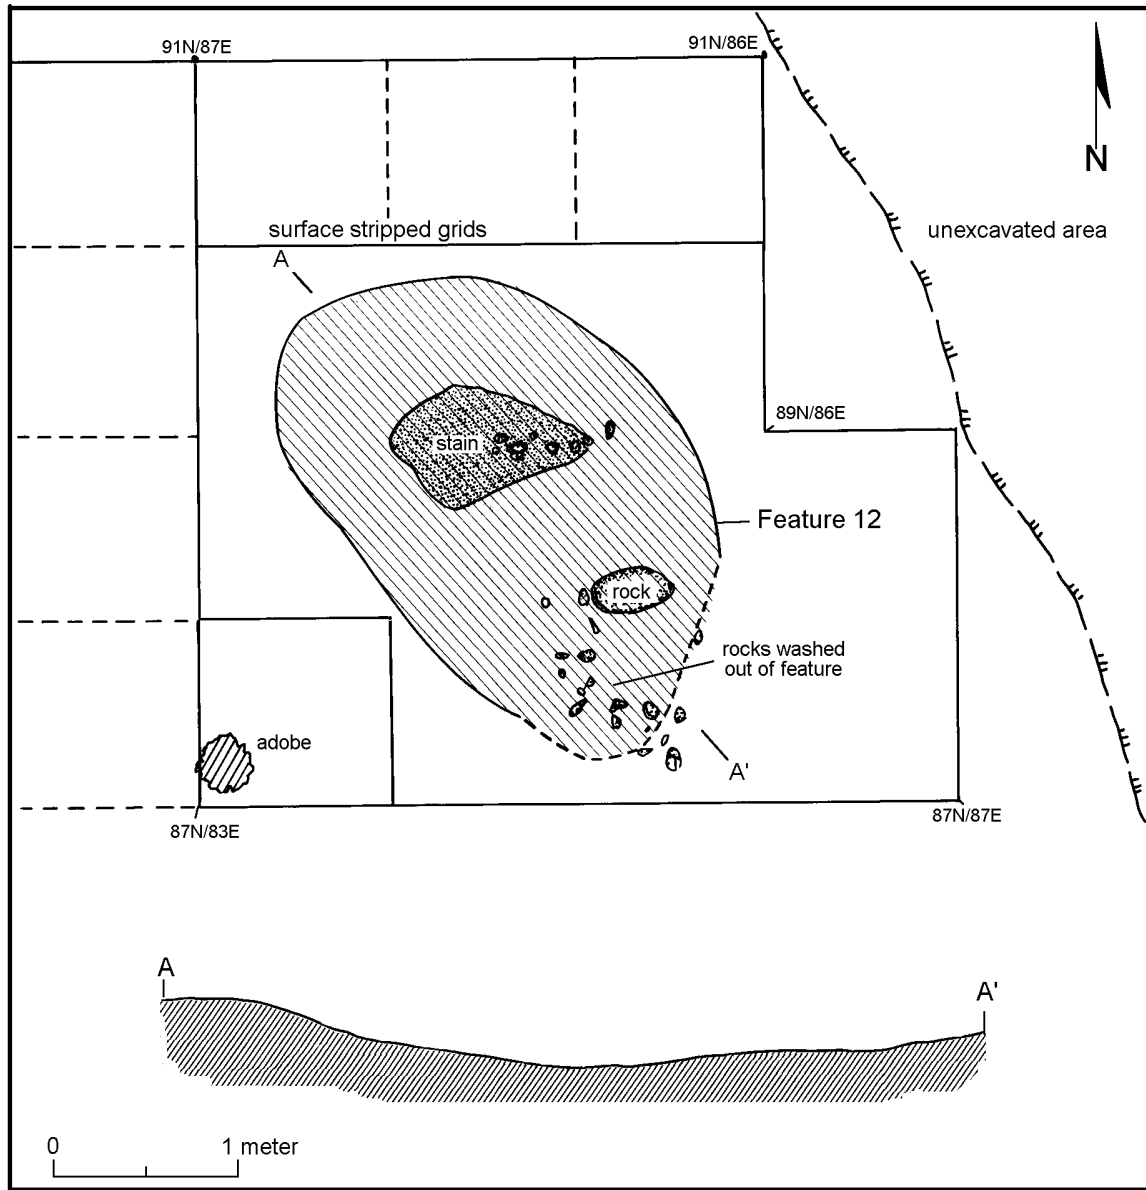 91N/87E
91N/86E
N
surface stripped grids
unexcavated area
A
89N/86E
stain
Feature 12
rock
rocks washed
out of feature
adobe
A'
87N/83E
87N/87E
A
A'
0
1 meter